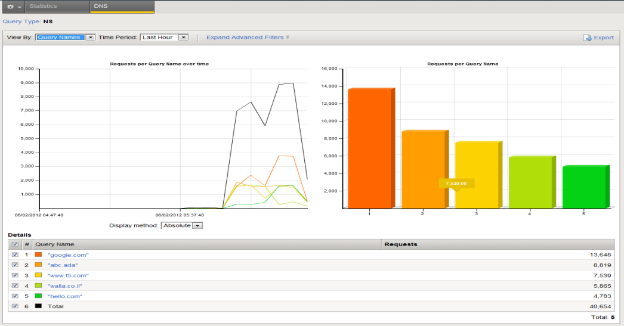 Statistics
DNS
Query Type: NS
View By Query Names Time Period: Last Hour Expand Advanced Filters
Export
Requests per Query Name over time
10,000
9,000
8,000
7,000
6,000
5,000
4,000
3,000
2,000
1,000
06/02/2012 04:47:40
06/02/2012 05:37:40
Requests per Query Name
16,000
14,000
12,000
10,000
8,000
6,000
4,000
2,000
1 2 3 4 5
Display method: Absolute
Details
# Query Name Requests
1 "google.com" 13,648
2 "abc.ada" 8,819
3 "www.f5.com" 7,539
4 "walla.co.il" 5,865
5 "hello.com" 4,783
6 Total 40,654
Total: 6